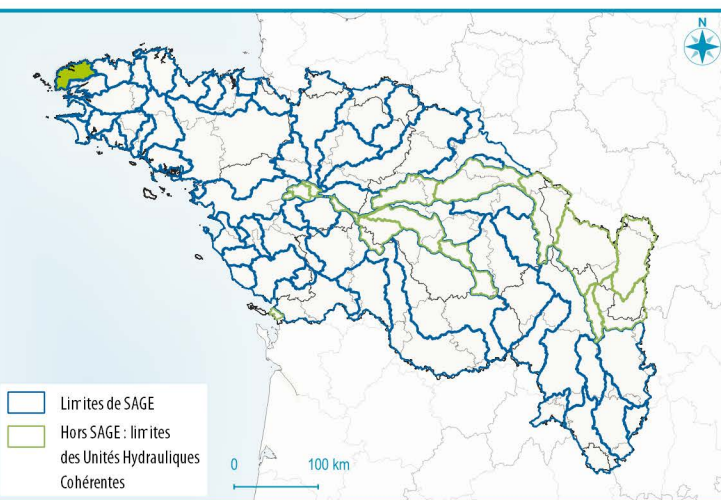 N
Limites de SAGE
Hors SAGE : limites
des Unités Hydrauliques
Cohérentes
0 100 km